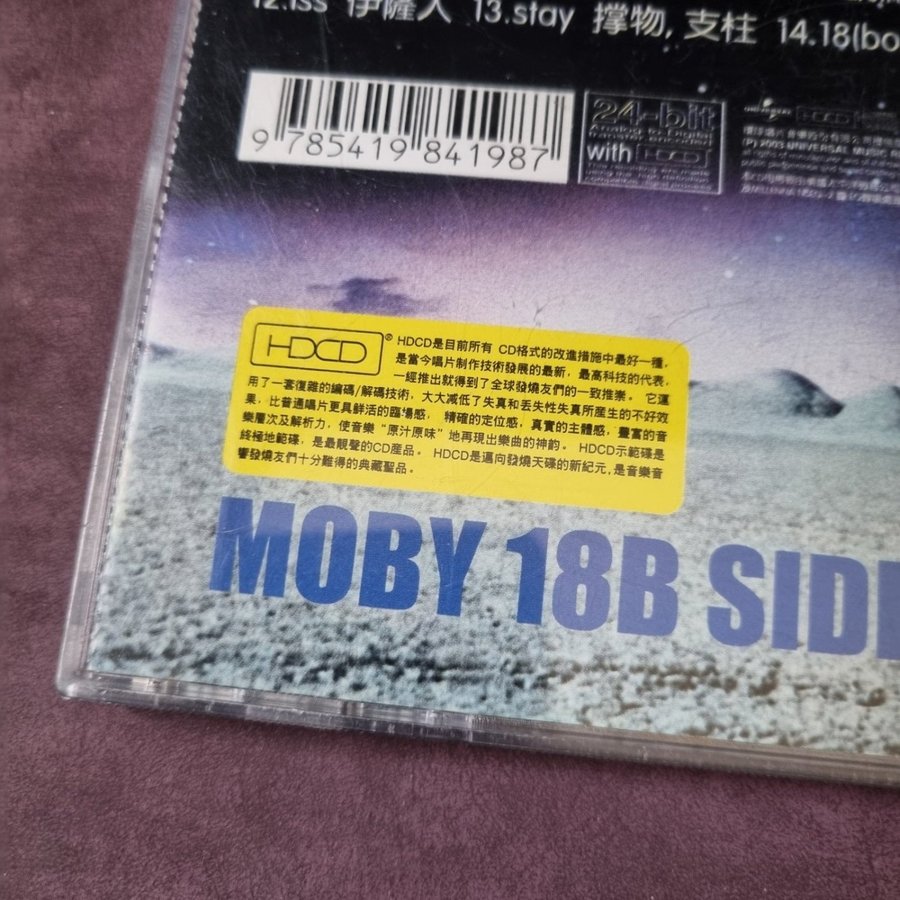 12.iss 伊薩人 13.stay 撐物, 支柱 14.18(bo
9 785419 841987
24-bit
Analog to Digital
with HDCD
(P) 2003 UNIVERSAL MUSIC
HDCD® HDCD是目前所有 CD格式的改進措施中最好一種,
是當今唱片制作技術發展的最新, 最高科技的代表,
一經推出就得到了全球發燒友們的一致推崇。 它運
用了一套復雜的編碼/解碼技術, 大大减低了失真和丟失性失真所産生的不好效
果, 比普通唱片更具鮮活的臨場感, 精確的定位感, 真實的主體感, 豐富的音
樂層次及解析力, 使音樂“原汁原味”地再現出樂曲的神韵。 HDCD示範碟是
終極地範碟, 是最靚聲的CD産品。 HDCD是邁向發燒天碟的新紀元,是音樂音
響發燒友們十分難得的典藏聖品。
MOBY 18B SIDE